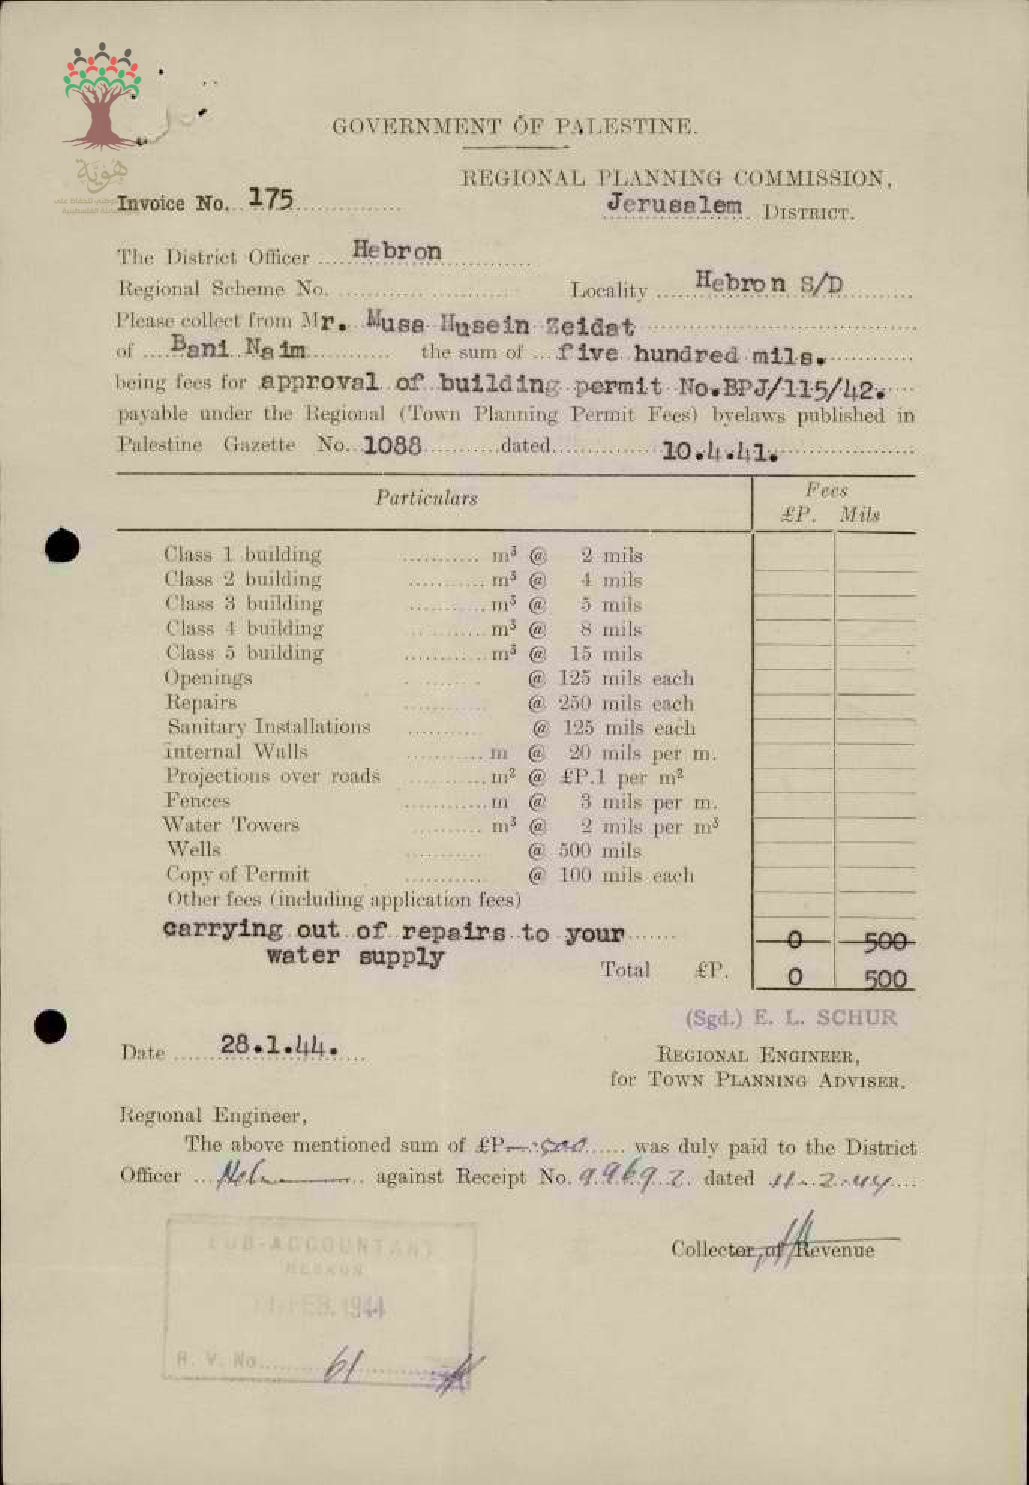 GOVERNMENT OF PALESTINE.
REGIONAL PLANNING COMMISSION,
هوية
Invoice No. 175
Jerusalem DISTRICT.
The District Officer Hebron
Regional Scheme No. Locality Hebron S/D
Please collect from Mr. Musa Husein Zeidat
of Bani Naim the sum of five hundred mils.
being fees for approval of building permit No.BPJ/115/42.
payable under the Regional (Town Planning Permit Fees) byelaws published in
Palestine Gazette No. 1088 dated 10.4.41.
Particulars Fees
£P. Mils
Class 1 building m³ @ 2 mils
Class 2 building m³ @ 4 mils
Class 3 building m³ @ 5 mils
Class 4 building m³ @ 8 mils
Class 5 building m³ @ 15 mils
Openings @ 125 mils each
Repairs @ 250 mils each
Sanitary Installations @ 125 mils each
Internal Walls m @ 20 mils per m.
Projections over roads m² @ £P.1 per m²
Fences m @ 3 mils per m.
Water Towers m³ @ 2 mils per m³
Wells @ 500 mils
Copy of Permit @ 100 mils each
Other fees (including application fees)
carrying out of repairs to your 0 500
water supply
Total £P. 0 500
(Sgd.) E. L. SCHUR
Date 28.1.44.
REGIONAL ENGINEER,
for TOWN PLANNING ADVISER.
Regional Engineer,
The above mentioned sum of £P-.500 was duly paid to the District
Officer against Receipt No. 99692 dated 11.2.44
Collector of Revenue
SUB-ACCOUNTANT
HEBRON
11 FEB. 1944
R. V. No. 61